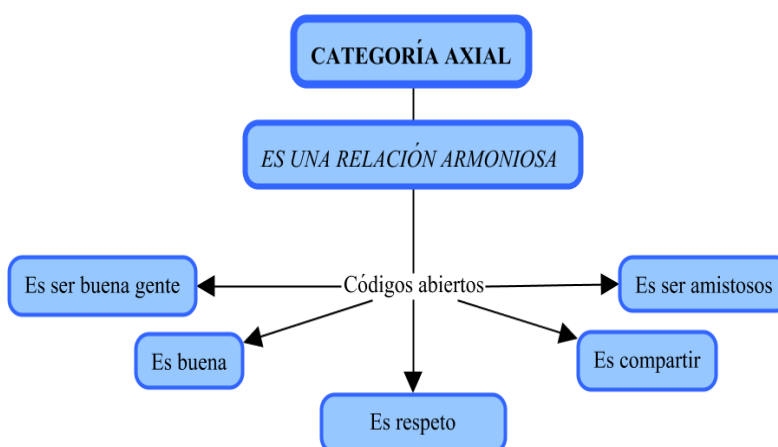 CATEGORÍA AXIAL
ES UNA RELACIÓN ARMONIOSA
Códigos abiertos
Es ser buena gente
Es ser amistosos
Es buena
Es compartir
Es respeto